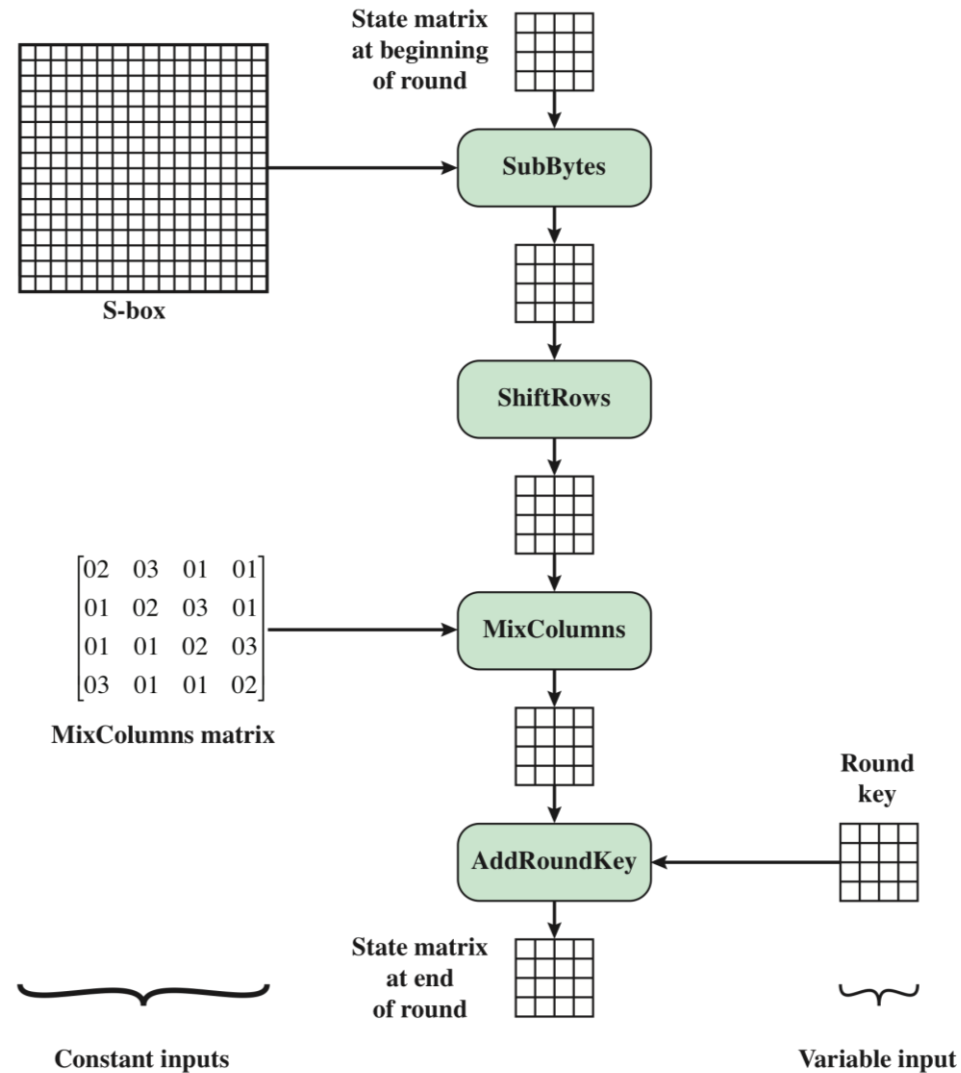 State matrix
at beginning
of round
SubBytes
S-box
ShiftRows
02 03 01 01
01 02 03 01
01 01 02 03
03 01 01 02
MixColumns
MixColumns matrix
Round
key
AddRoundKey
State matrix
at end
of round
Constant inputs
Variable input